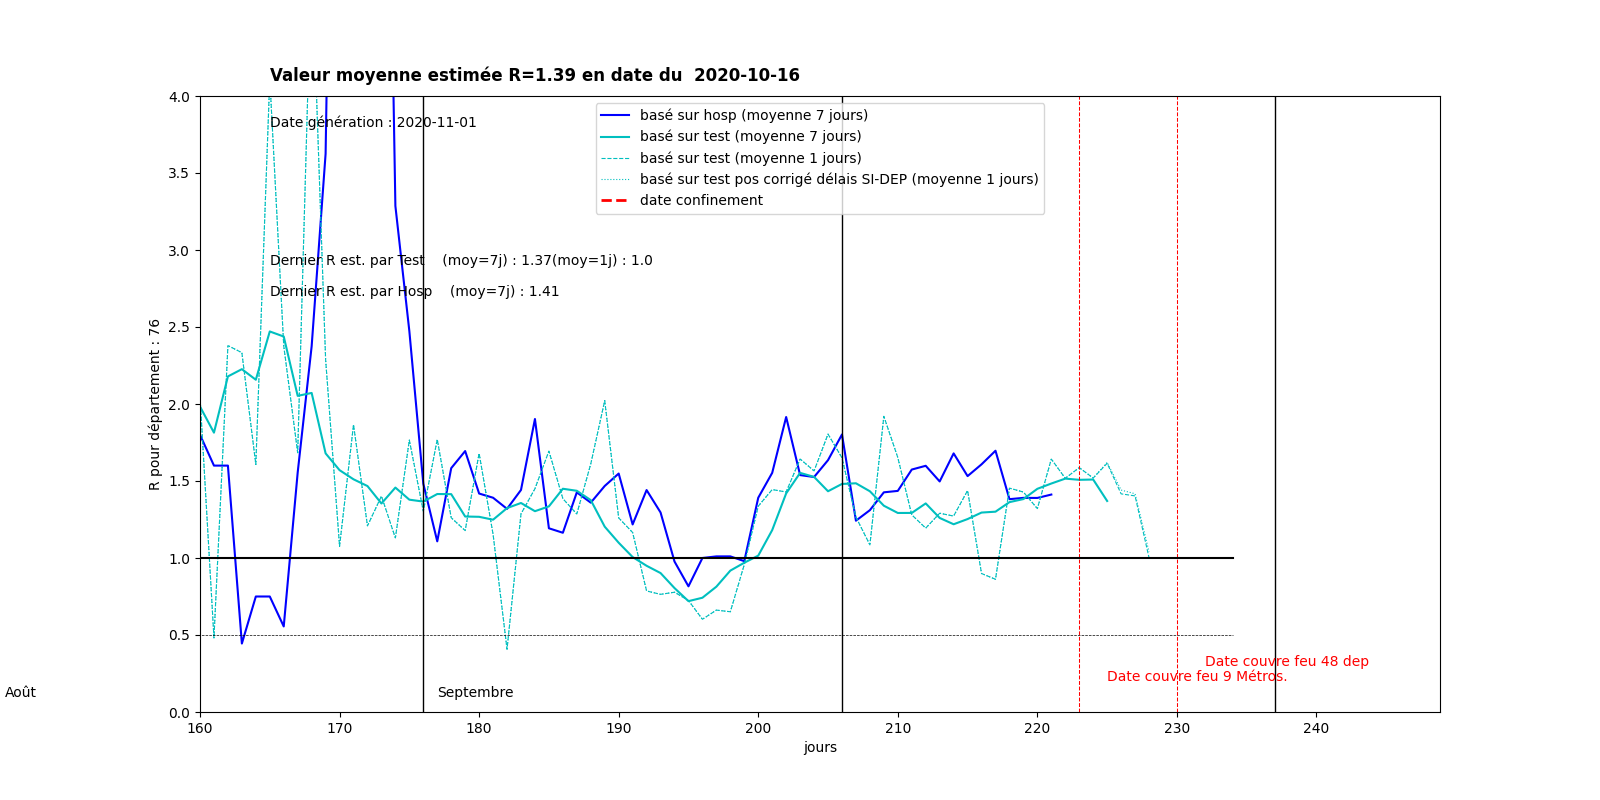 Valeur moyenne estimée R=1.39 en date du  2020-10-16
4.0
Date génération : 2020-11-01
basé sur hosp (moyenne 7 jours)
basé sur test (moyenne 7 jours)
basé sur test (moyenne 1 jours)
basé sur test pos corrigé délais SI-DEP (moyenne 1 jours)
date confinement
3.5
3.0
Dernier R est. par Test    (moy=7j) : 1.37(moy=1j) : 1.0
Dernier R est. par Hosp    (moy=7j) : 1.41
2.5
R pour département : 76
2.0
1.5
1.0
0.5
Date couvre feu 48 dep
Date couvre feu 9 Métros.
Août
Septembre
0.0
160 170 180 190 200 210 220 230 240
jours